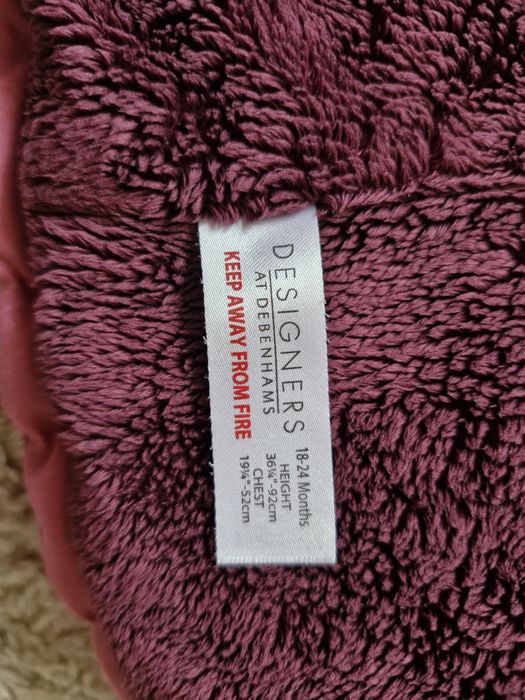 DESIGNERS
AT DEBENHAMS
KEEP AWAY FROM FIRE
18-24 Months
HEIGHT
36¼"-92cm
CHEST
19¾"-52cm